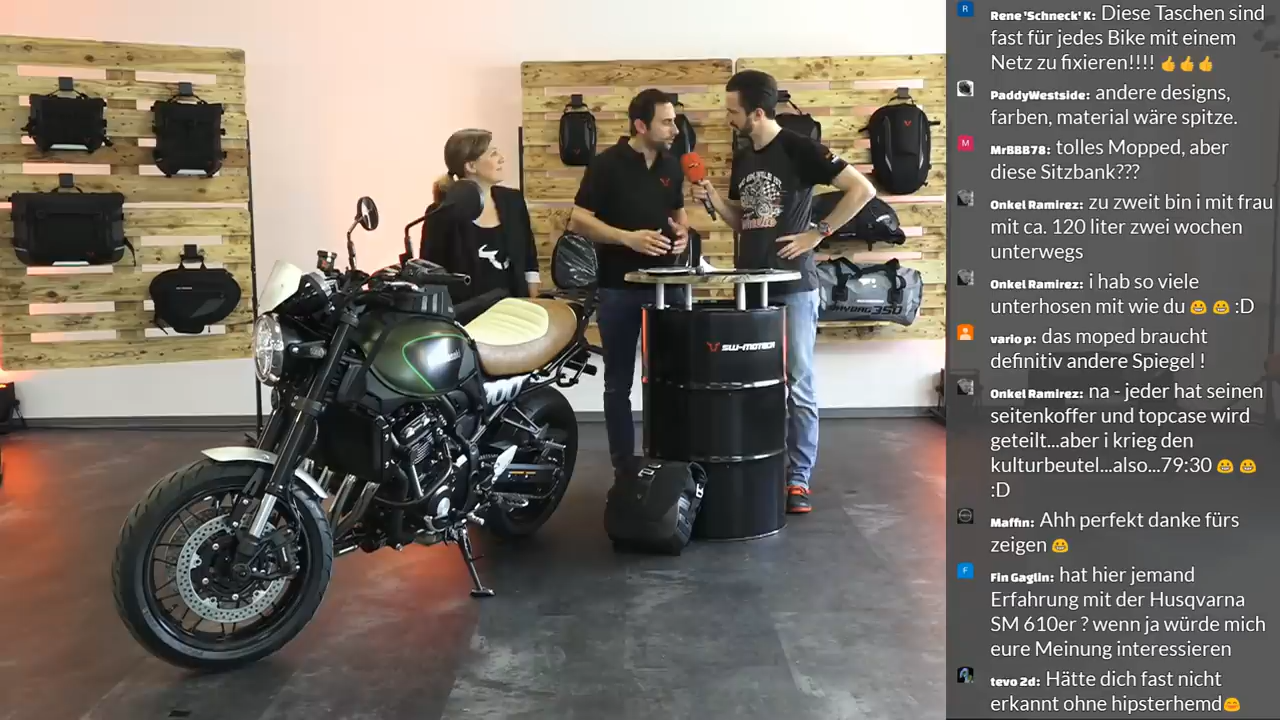 SW-MOTECH
DRYBAG 350
Rene 'Schneck' K: Diese Taschen sind
fast für jedes Bike mit einem
Netz zu fixieren!!!! 👍👍👍
PaddyWestside: andere designs,
farben, material wäre spitze.
MrBBB78: tolles Mopped, aber
diese Sitzbank???
Onkel Ramirez: zu zweit bin i mit frau
mit ca. 120 liter zwei wochen
unterwegs
Onkel Ramirez: i hab so viele
unterhosen mit wie du 😁 😁 :D
vario p: das moped braucht
definitiv andere Spiegel !
Onkel Ramirez: na - jeder hat seinen
seitenkoffer und topcase wird
geteilt...aber i krieg den
kulturbeutel...also...79:30 😁 😁
:D
Maffin: Ahh perfekt danke fürs
zeigen 😁
Fin Gaglin: hat hier jemand
Erfahrung mit der Husqvarna
SM 610er ? wenn ja würde mich
eure Meinung interessieren
tevo 2d: Hätte dich fast nicht
erkannt ohne hipsterhemd😊